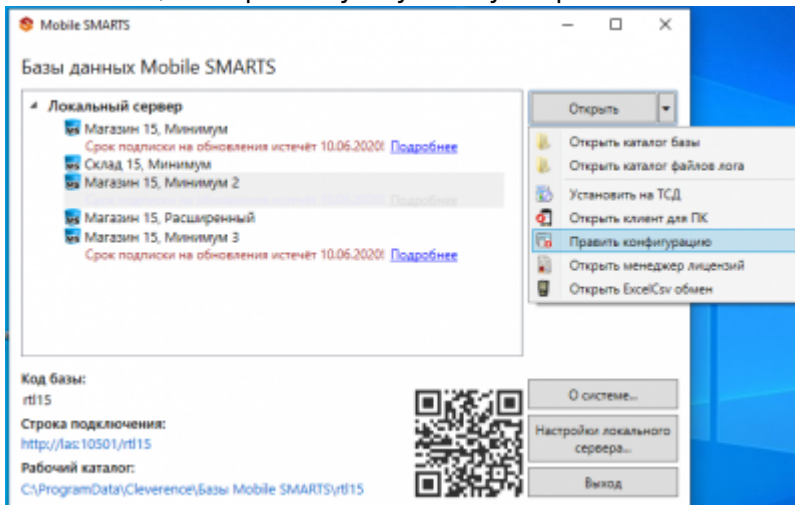 Mobile SMARTS
Базы данных Mobile SMARTS
Локальный сервер
Магазин 15, Минимум
Срок подписки на обновления истечёт 10.06.2020! Подробнее
Склад 15, Минимум
Магазин 15, Минимум 2
Подробнее
Магазин 15, Расширенный
Магазин 15, Минимум 3
Срок подписки на обновления истечёт 10.06.2020! Подробнее
Открыть
Открыть каталог базы
Открыть каталог файлов лога
Установить на ТСД
Открыть клиент для ПК
Править конфигурацию
Открыть менеджер лицензий
Открыть ExcelCsv обмен
Код базы:
rtl15
Строка подключения:
http://las:10501/rtl15
Рабочий каталог:
C:\ProgramData\Cleverence\Базы Mobile SMARTS\rtl15
О системе...
Настройки локального
сервера...
Выход